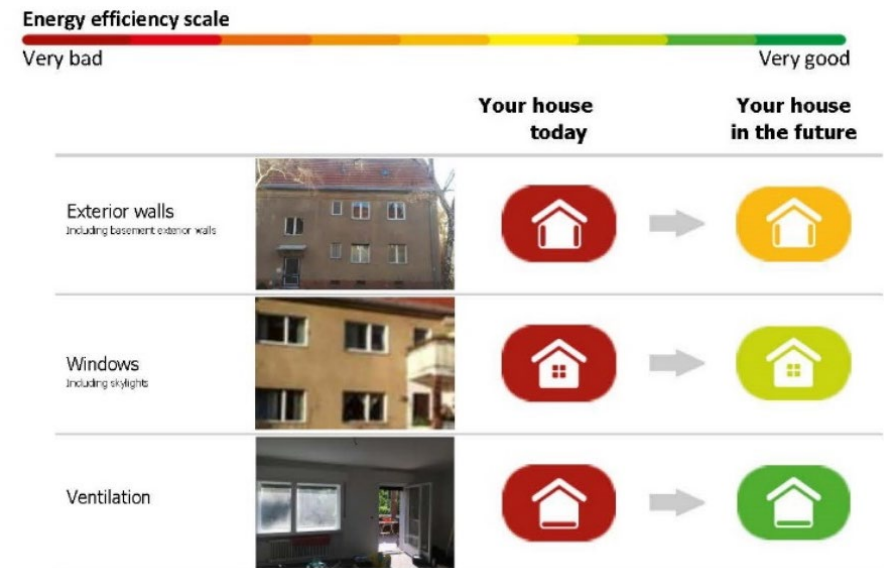 Energy efficiency scale
Very bad
Very good
Your house
today
Your house
in the future
Exterior walls
Including basement exterior walls
Windows
Including skylights
Ventilation